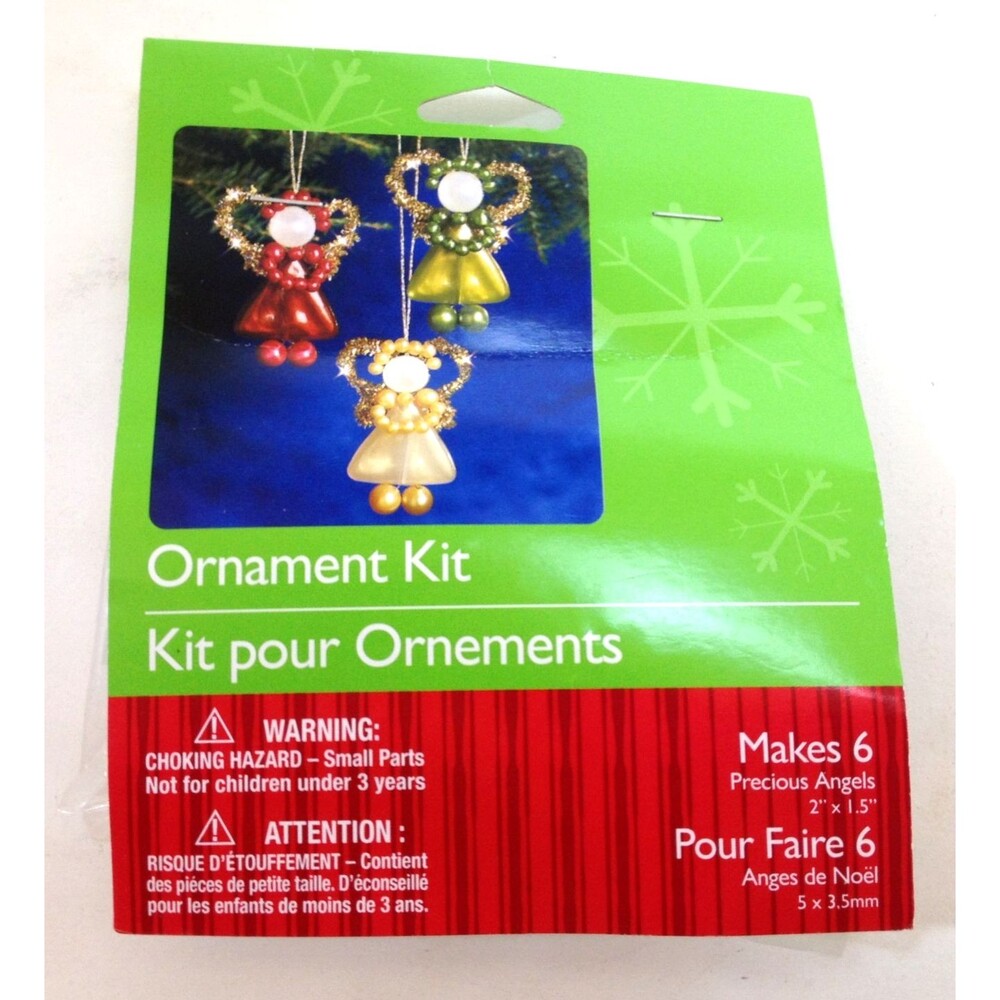 Ornament Kit
Kit pour Ornements
WARNING:
CHOKING HAZARD – Small Parts
Not for children under 3 years
ATTENTION :
RISQUE D'ÉTOUFFEMENT – Contient
des piéces de petite taille. D'éconseillé
pour les enfants de moins de 3 ans.
Makes 6
Precious Angels
2" x 1.5"
Pour Faire 6
Anges de Noël
5 x 3,5mm